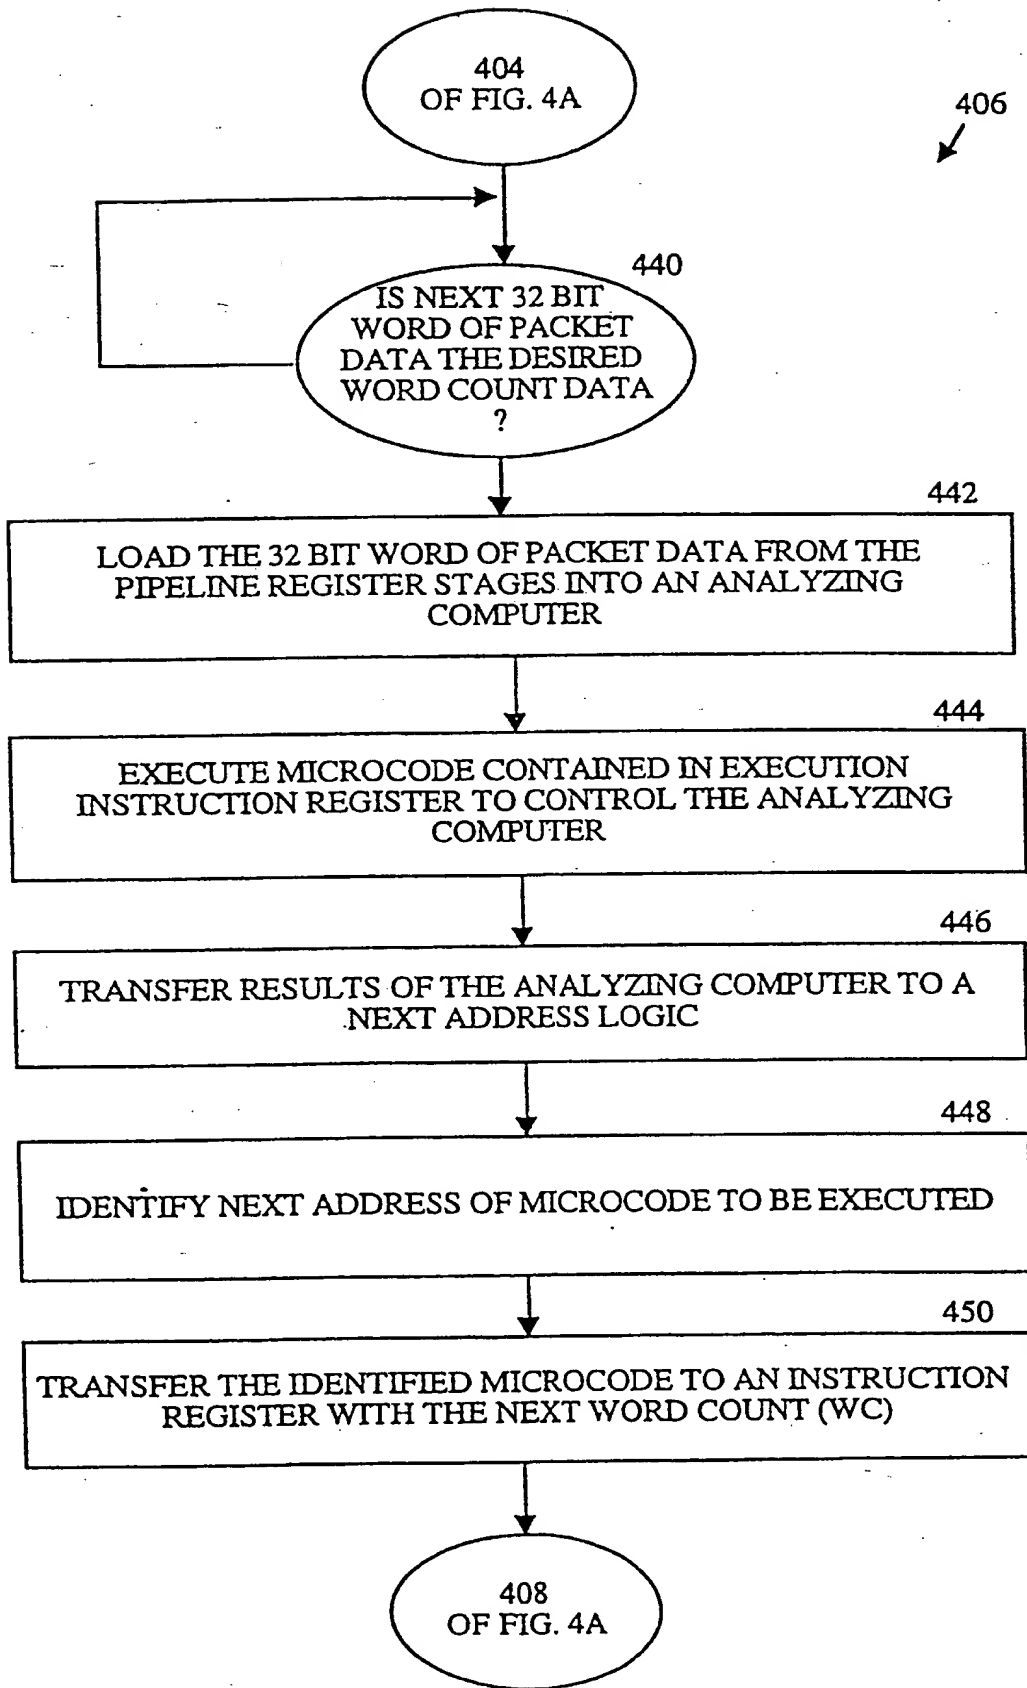 404
OF FIG. 4A
406
440
IS NEXT 32 BIT
WORD OF PACKET
DATA THE DESIRED
WORD COUNT DATA
?
442
LOAD THE 32 BIT WORD OF PACKET DATA FROM THE
PIPELINE REGISTER STAGES INTO AN ANALYZING
COMPUTER
444
EXECUTE MICROCODE CONTAINED IN EXECUTION
INSTRUCTION REGISTER TO CONTROL THE ANALYZING
COMPUTER
446
TRANSFER RESULTS OF THE ANALYZING COMPUTER TO A
NEXT ADDRESS LOGIC
448
IDENTIFY NEXT ADDRESS OF MICROCODE TO BE EXECUTED
450
TRANSFER THE IDENTIFIED MICROCODE TO AN INSTRUCTION
REGISTER WITH THE NEXT WORD COUNT (WC)
408
OF FIG. 4A